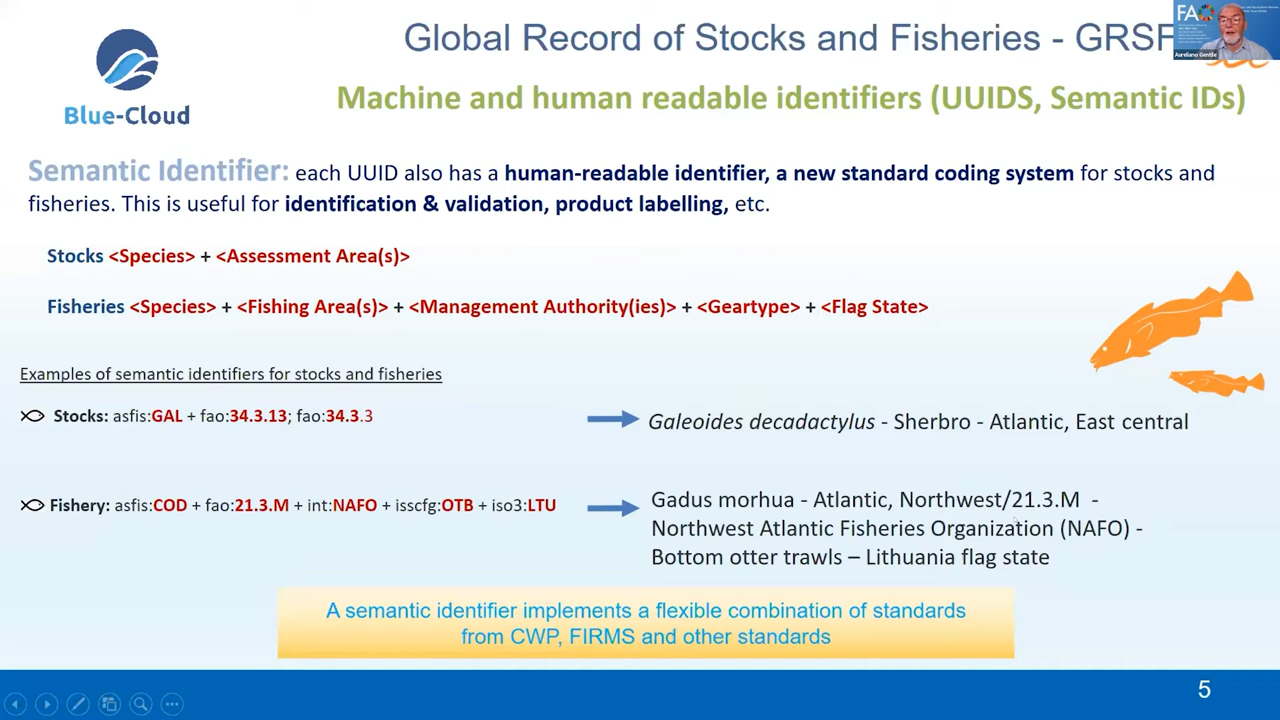 Global Record of Stocks and Fisheries - GRSF
FAO
Aureliano Gentile
Blue-Cloud
Machine and human readable identifiers (UUIDS, Semantic IDs)
Semantic Identifier: each UUID also has a human-readable identifier, a new standard coding system for stocks and
fisheries. This is useful for identification & validation, product labelling, etc.
Stocks <Species> + <Assessment Area(s)>
Fisheries <Species> + <Fishing Area(s)> + <Management Authority(ies)> + <Geartype> + <Flag State>
Examples of semantic identifiers for stocks and fisheries
Stocks: asfis:GAL + fao:34.3.13; fao:34.3.3
Galeoides decadactylus - Sherbro - Atlantic, East central
Fishery: asfis:COD + fao:21.3.M + int:NAFO + isscfg:OTB + iso3:LTU
Gadus morhua - Atlantic, Northwest/21.3.M -
Northwest Atlantic Fisheries Organization (NAFO) -
Bottom otter trawls – Lithuania flag state
A semantic identifier implements a flexible combination of standards
from CWP, FIRMS and other standards
5